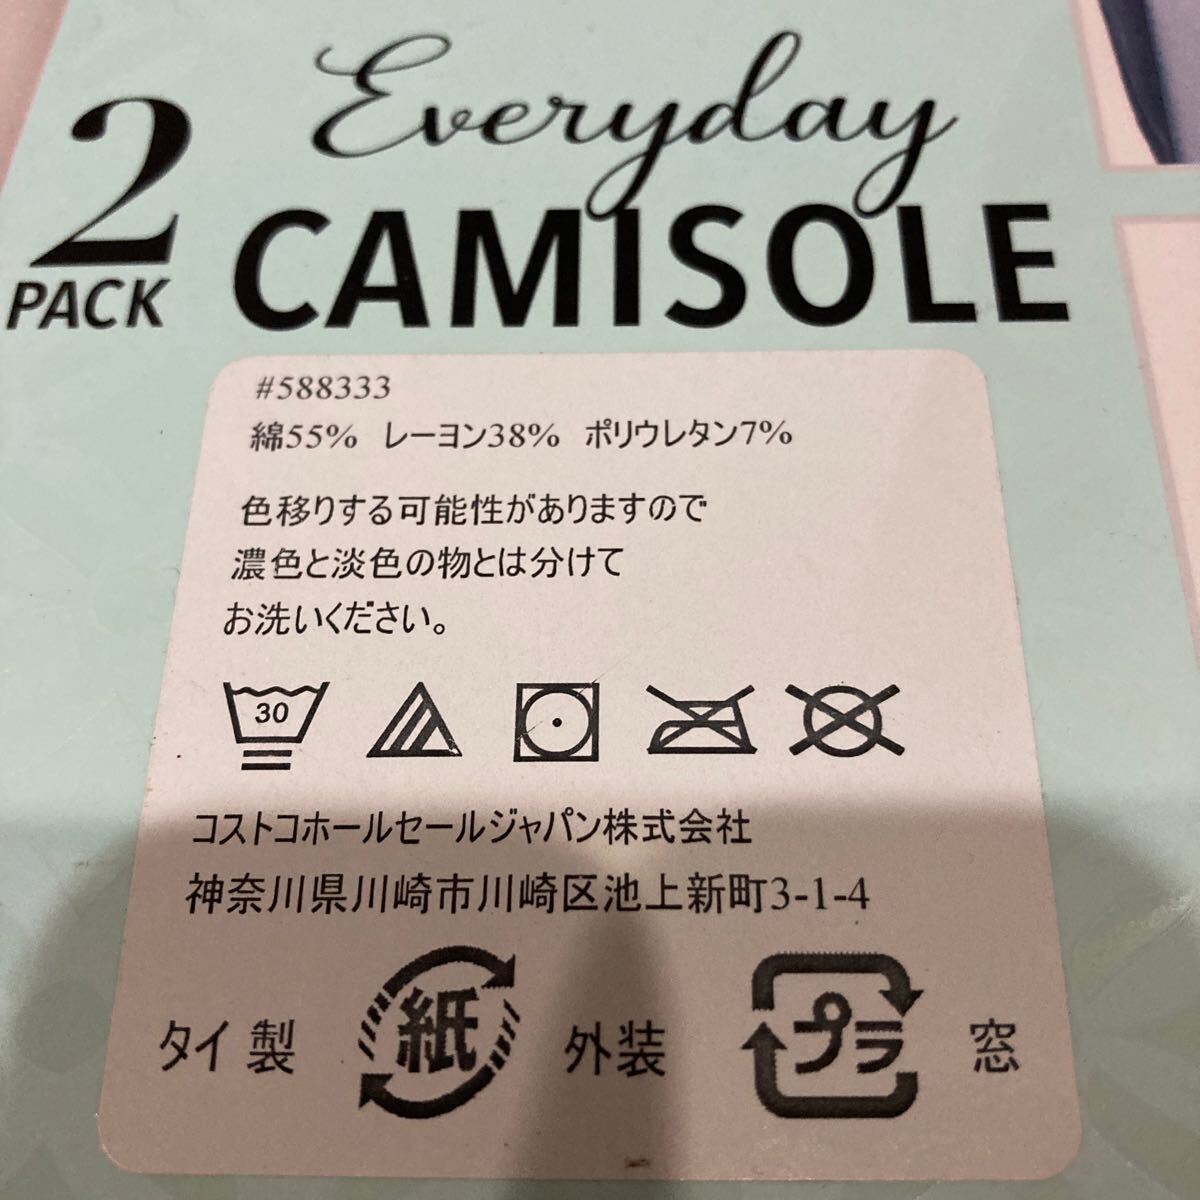 Everyday
2
PACK
CAMISOLE
#588333
綿55% レーヨン38% ポリウレタン7%
色移りする可能性がありますので
濃色と淡色の物とは分けて
お洗いください。
30
コストコホールセールジャパン株式会社
神奈川県川崎市川崎区池上新町3-1-4
タイ製 紙 外装 プラ 窓